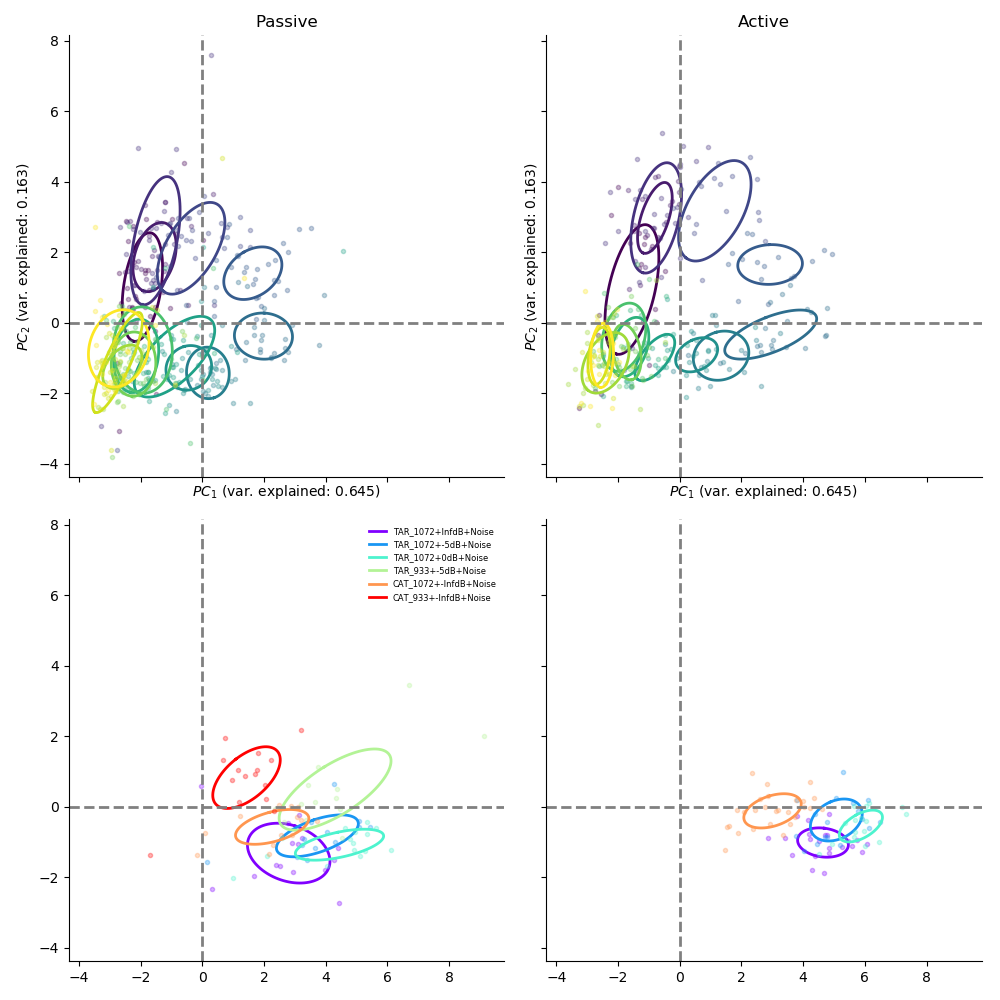 Passive
Active
8
6
4
2
0
−2
−4
PC2 (var. explained: 0.163)
PC2 (var. explained: 0.163)
PC1 (var. explained: 0.645)
PC1 (var. explained: 0.645)
8
6
4
2
0
−2
−4
TAR_1072+InfdB+Noise
TAR_1072+-5dB+Noise
TAR_1072+0dB+Noise
TAR_933+-5dB+Noise
CAT_1072+-InfdB+Noise
CAT_933+-InfdB+Noise
−4 −2 0 2 4 6 8
−4 −2 0 2 4 6 8